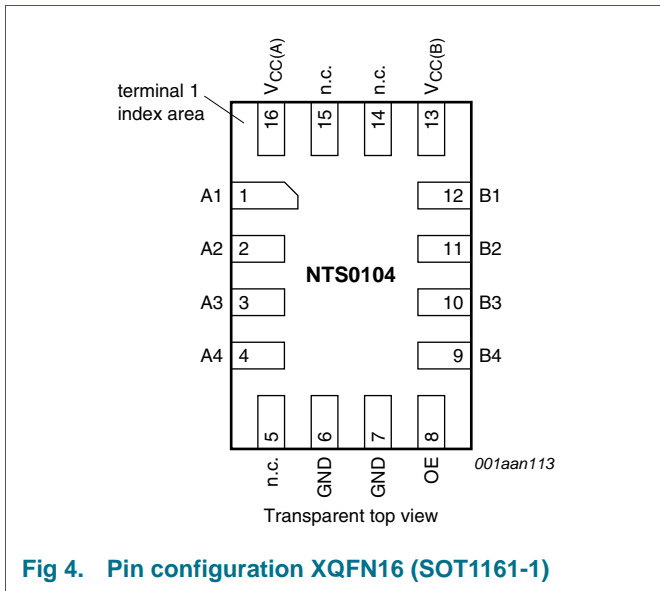 VCC(A) n.c. n.c. VCC(B)
terminal 1
index area
16 15 14 13
A1 1 12 B1
A2 2 11 B2
NTS0104
A3 3 10 B3
A4 4 9 B4
5 6 7 8
n.c. GND GND OE
001aan113
Transparent top view
Fig 4. Pin configuration XQFN16 (SOT1161-1)